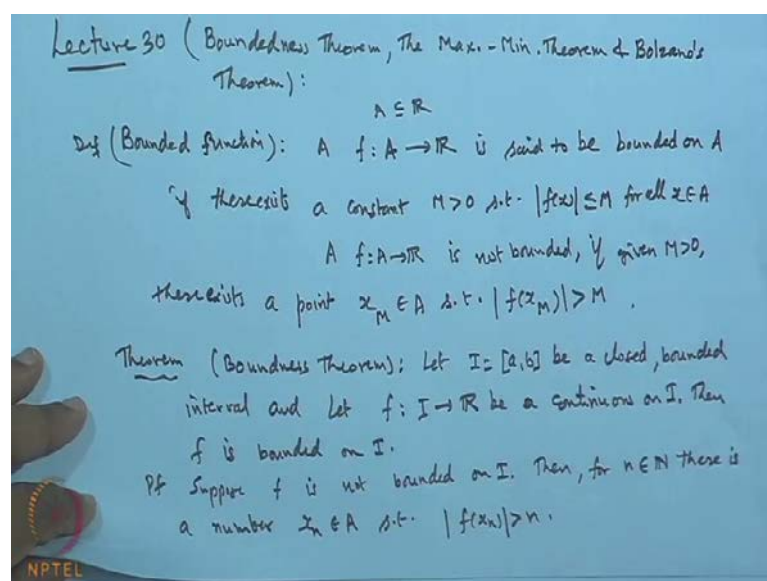 Lecture 30 ( Boundedness Theorem, The Max. - Min. Theorem & Bolzano's
Theorem ) :
A ⊆ ℝ
Def ( Bounded function ) : A f : A → ℝ is said to be bounded on A
if there exists a constant M > 0 s.t. |f(x)| ≤ M for all x ∈ A
A f : A → ℝ is not bounded, if given M > 0,
there exists a point x_M ∈ A s.t. |f(x_M)| > M .
Theorem ( Boundness Theorem ) ; Let I = [a, b] be a closed, bounded
interval and Let f : I → ℝ be a continuous on I. Then
f is bounded on I.
Pf Suppose f is not bounded on I. Then, for n ∈ ℕ there is
a number x_n ∈ A s.t. |f(x_n)| > n .
NPTEL